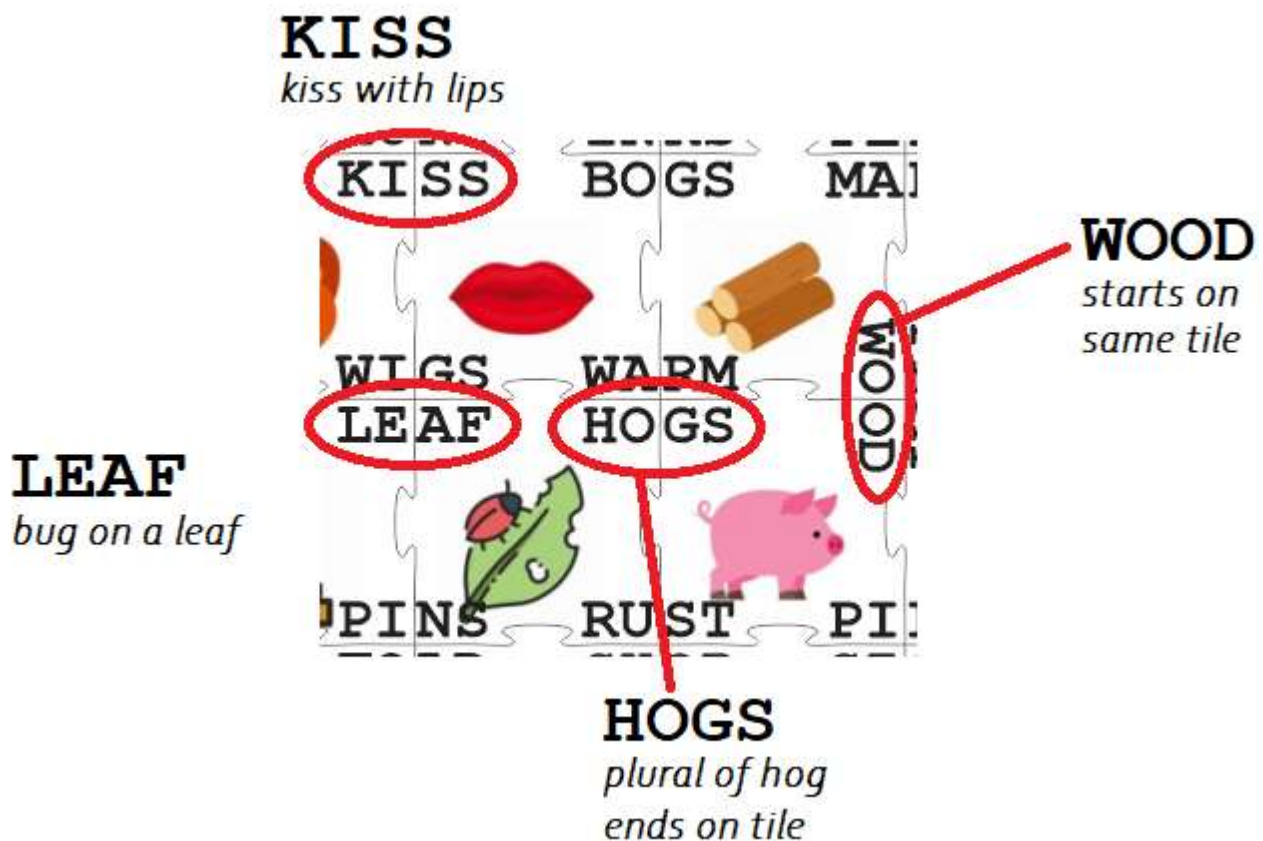 KISS
kiss with lips
KISS BOGS
WOOD
starts on
same tile
WOOD
WIGS WARM
LEAF HOGS
LEAF
bug on a leaf
PINS RUST
HOGS
plural of hog
ends on tile